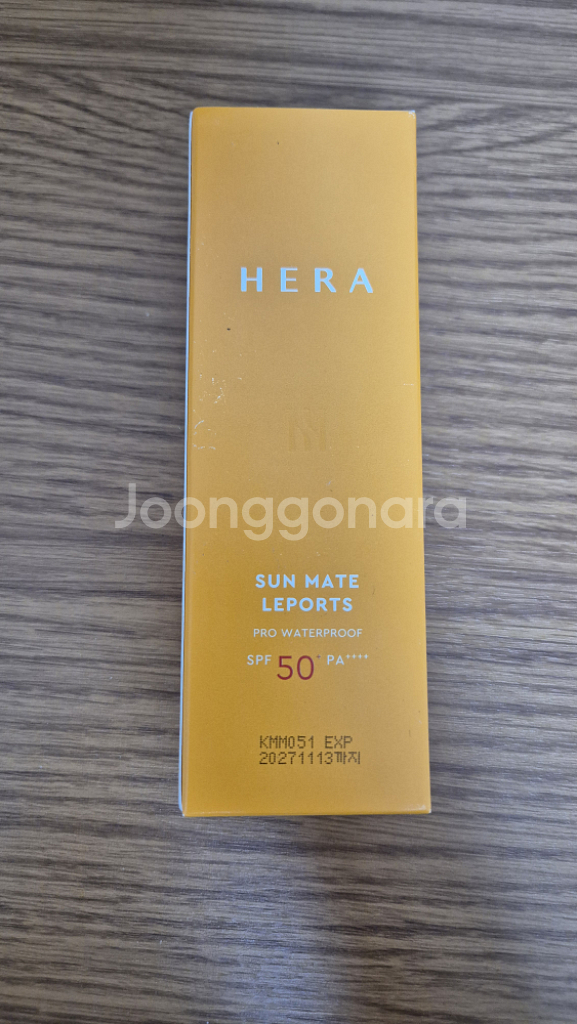 HERA
Joonggonara
SUN MATE
LEPORTS
PRO WATERPROOF
SPF 50+ PA++++
KMM051 EXP
20271113까지